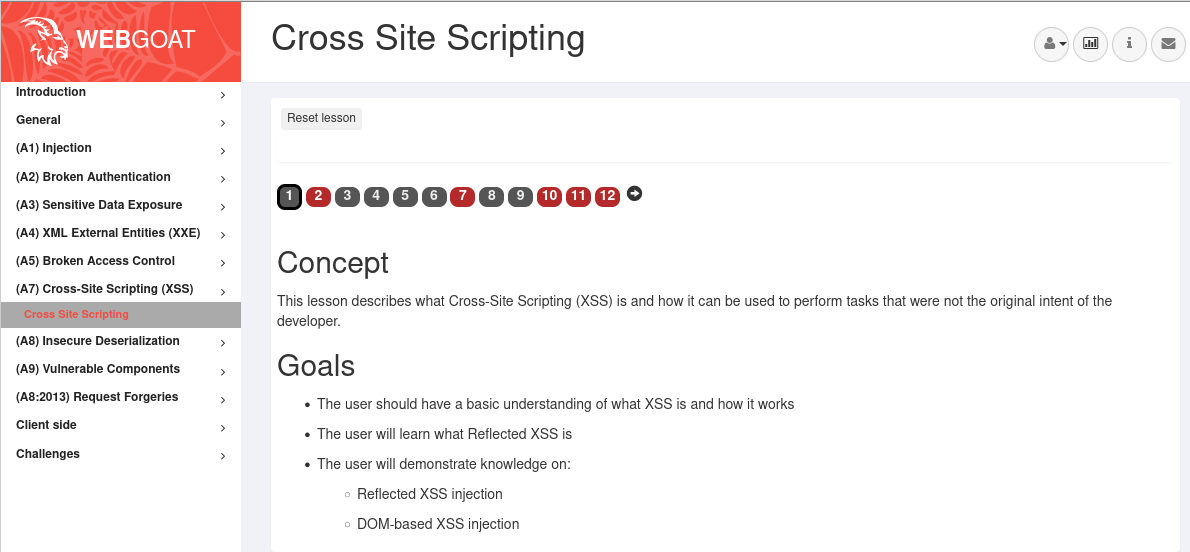 WEBGOAT
Cross Site Scripting
Introduction
General
(A1) Injection
(A2) Broken Authentication
(A3) Sensitive Data Exposure
(A4) XML External Entities (XXE)
(A5) Broken Access Control
(A7) Cross-Site Scripting (XSS)
Cross Site Scripting
(A8) Insecure Deserialization
(A9) Vulnerable Components
(A8:2013) Request Forgeries
Client side
Challenges
Reset lesson
1 2 3 4 5 6 7 8 9 10 11 12
Concept
This lesson describes what Cross-Site Scripting (XSS) is and how it can be used to perform tasks that were not the original intent of the
developer.
Goals
• The user should have a basic understanding of what XSS is and how it works
• The user will learn what Reflected XSS is
• The user will demonstrate knowledge on:
○ Reflected XSS injection
○ DOM-based XSS injection